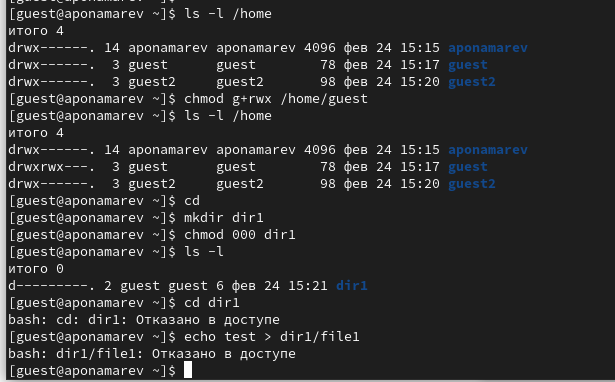 [guest@aponamarev ~]$ ls -l /home
итого 4
drwx------. 14 aponamarev aponamarev 4096 фев 24 15:15 aponamarev
drwx------.  3 guest      guest        78 фев 24 15:17 guest
drwx------.  3 guest2     guest2       98 фев 24 15:20 guest2
[guest@aponamarev ~]$ chmod g+rwx /home/guest
[guest@aponamarev ~]$ ls -l /home
итого 4
drwx------. 14 aponamarev aponamarev 4096 фев 24 15:15 aponamarev
drwxrwx---.  3 guest      guest        78 фев 24 15:17 guest
drwx------.  3 guest2     guest2       98 фев 24 15:20 guest2
[guest@aponamarev ~]$ cd
[guest@aponamarev ~]$ mkdir dir1
[guest@aponamarev ~]$ chmod 000 dir1
[guest@aponamarev ~]$ ls -l
итого 0
d---------. 2 guest guest 6 фев 24 15:21 dir1
[guest@aponamarev ~]$ cd dir1
bash: cd: dir1: Отказано в доступе
[guest@aponamarev ~]$ echo test > dir1/file1
bash: dir1/file1: Отказано в доступе
[guest@aponamarev ~]$